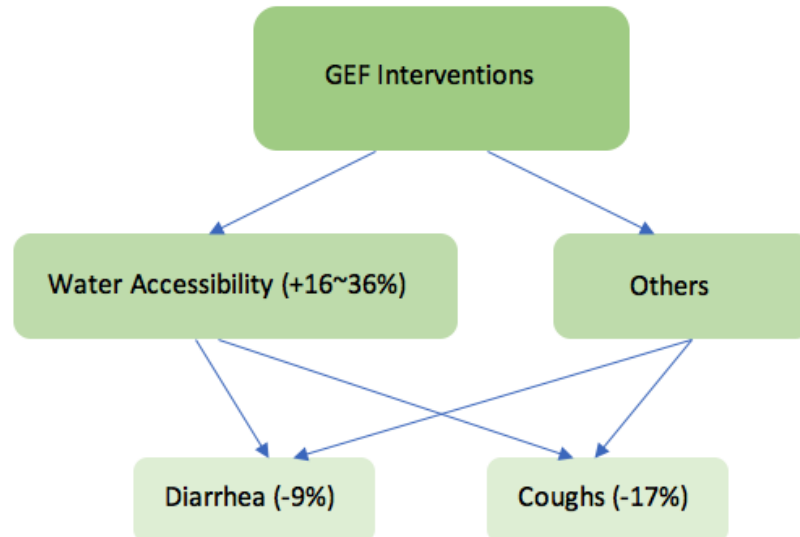 GEF Interventions
Water Accessibility (+16~36%)
Others
Diarrhea (-9%)
Coughs (-17%)